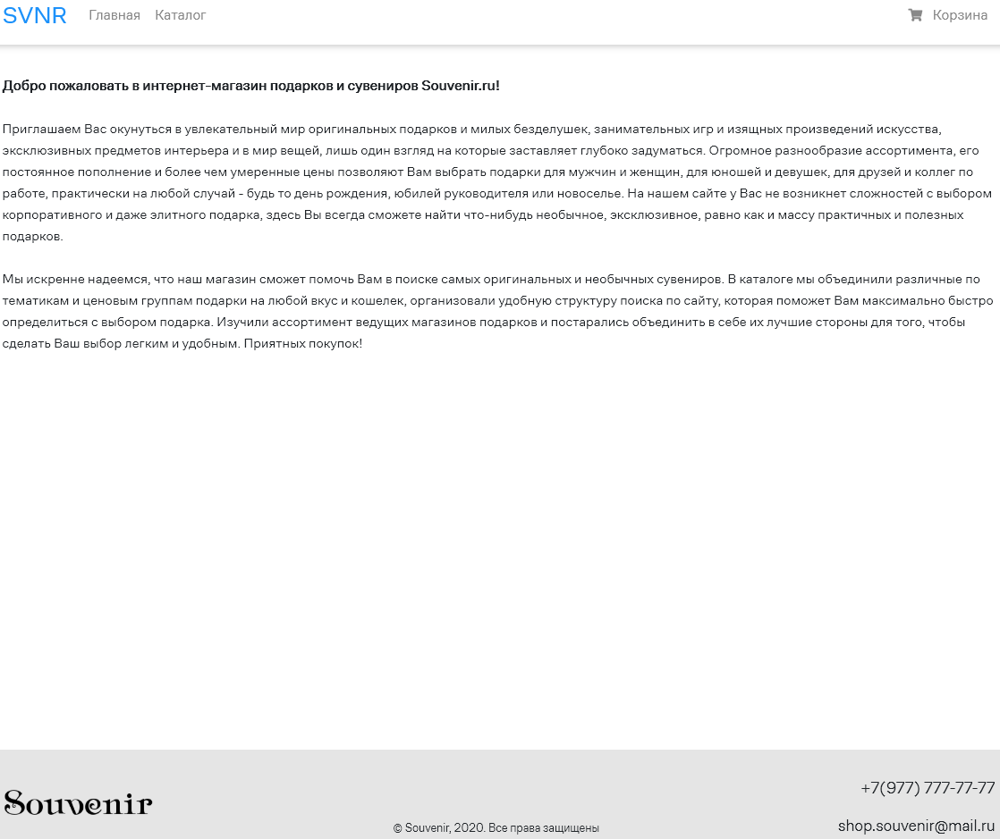 SVNR Главная Каталог Корзина
Добро пожаловать в интернет-магазин подарков и сувениров Souvenir.ru!
Приглашаем Вас окунуться в увлекательный мир оригинальных подарков и милых безделушек, занимательных игр и изящных произведений искусства,
эксклюзивных предметов интерьера и в мир вещей, лишь один взгляд на которые заставляет глубоко задуматься. Огромное разнообразие ассортимента, его
постоянное пополнение и более чем умеренные цены позволяют Вам выбрать подарки для мужчин и женщин, для юношей и девушек, для друзей и коллег по
работе, практически на любой случай - будь то день рождения, юбилей руководителя или новоселье. На нашем сайте у Вас не возникнет сложностей с выбором
корпоративного и даже элитного подарка, здесь Вы всегда сможете найти что-нибудь необычное, эксклюзивное, равно как и массу практичных и полезных
подарков.
Мы искренне надеемся, что наш магазин сможет помочь Вам в поиске самых оригинальных и необычных сувениров. В каталоге мы объединили различные по
тематикам и ценовым группам подарки на любой вкус и кошелек, организовали удобную структуру поиска по сайту, которая поможет Вам максимально быстро
определиться с выбором подарка. Изучили ассортимент ведущих магазинов подарков и постарались объединить в себе их лучшие стороны для того, чтобы
сделать Ваш выбор легким и удобным. Приятных покупок!
+7(977) 777-77-77
Souvenir
© Souvenir, 2020. Все права защищены
shop.souvenir@mail.ru